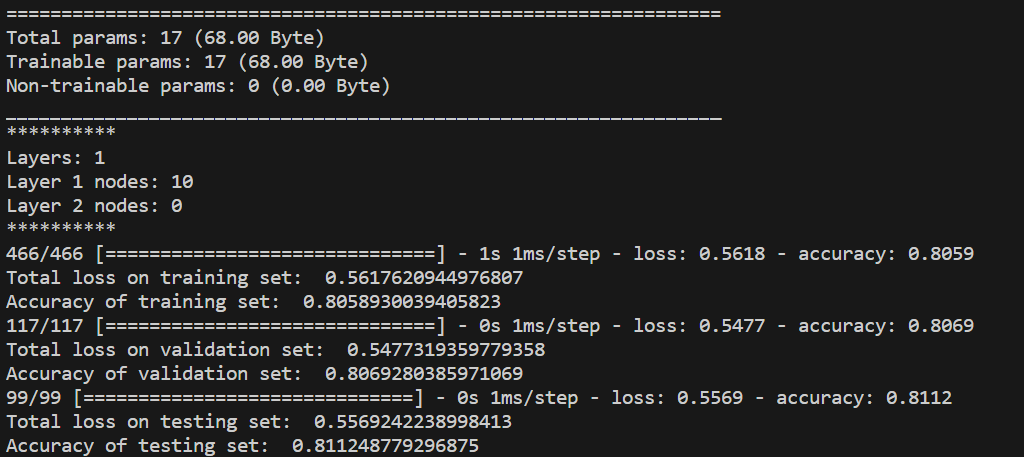 =================================================================
Total params: 17 (68.00 Byte)
Trainable params: 17 (68.00 Byte)
Non-trainable params: 0 (0.00 Byte)
_________________________________________________________________
**********
Layers: 1
Layer 1 nodes: 10
Layer 2 nodes: 0
**********
466/466 [==============================] - 1s 1ms/step - loss: 0.5618 - accuracy: 0.8059
Total loss on training set:  0.5617620944976807
Accuracy of training set:  0.8058930039405823
117/117 [==============================] - 0s 1ms/step - loss: 0.5477 - accuracy: 0.8069
Total loss on validation set:  0.5477319359779358
Accuracy of validation set:  0.8069280385971069
99/99 [==============================] - 0s 1ms/step - loss: 0.5569 - accuracy: 0.8112
Total loss on testing set:  0.5569242238998413
Accuracy of testing set:  0.811248779296875